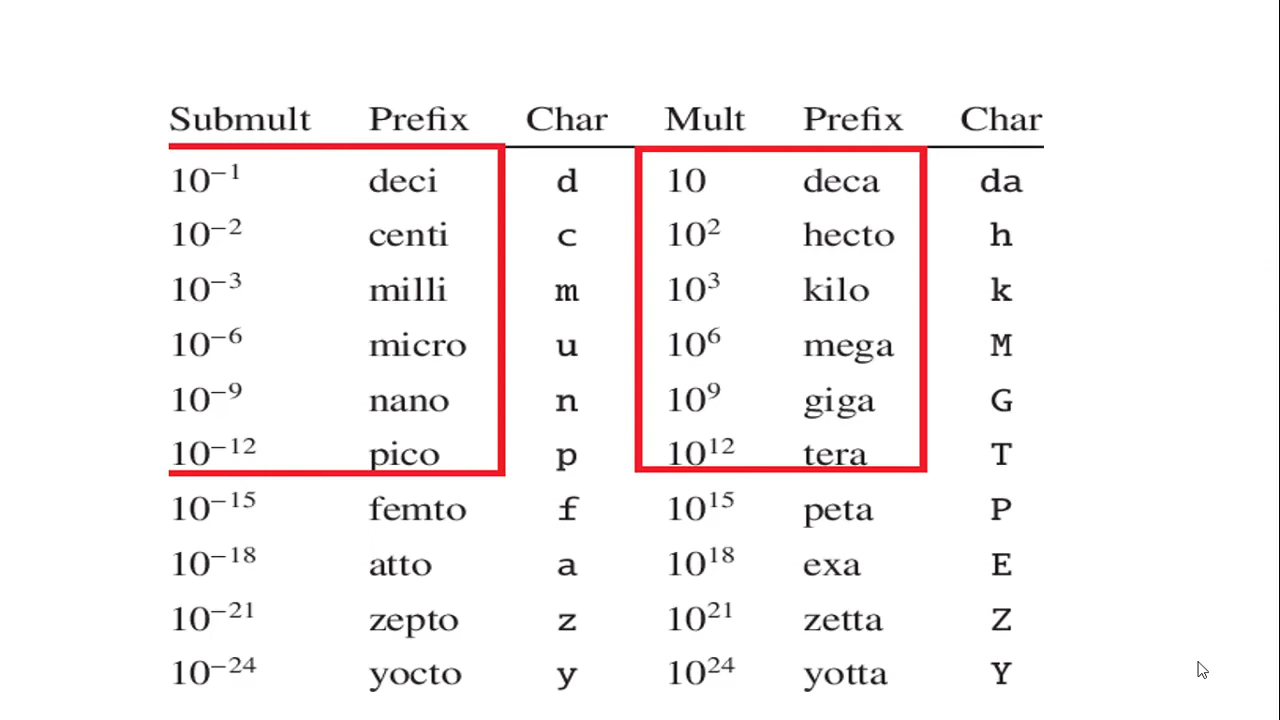 Submult Prefix Char Mult Prefix Char
10⁻¹ deci d 10 deca da
10⁻² centi c 10² hecto h
10⁻³ milli m 10³ kilo k
10⁻⁶ micro u 10⁶ mega M
10⁻⁹ nano n 10⁹ giga G
10⁻¹² pico p 10¹² tera T
10⁻¹⁵ femto f 10¹⁵ peta P
10⁻¹⁸ atto a 10¹⁸ exa E
10⁻²¹ zepto z 10²¹ zetta Z
10⁻²⁴ yocto y 10²⁴ yotta Y